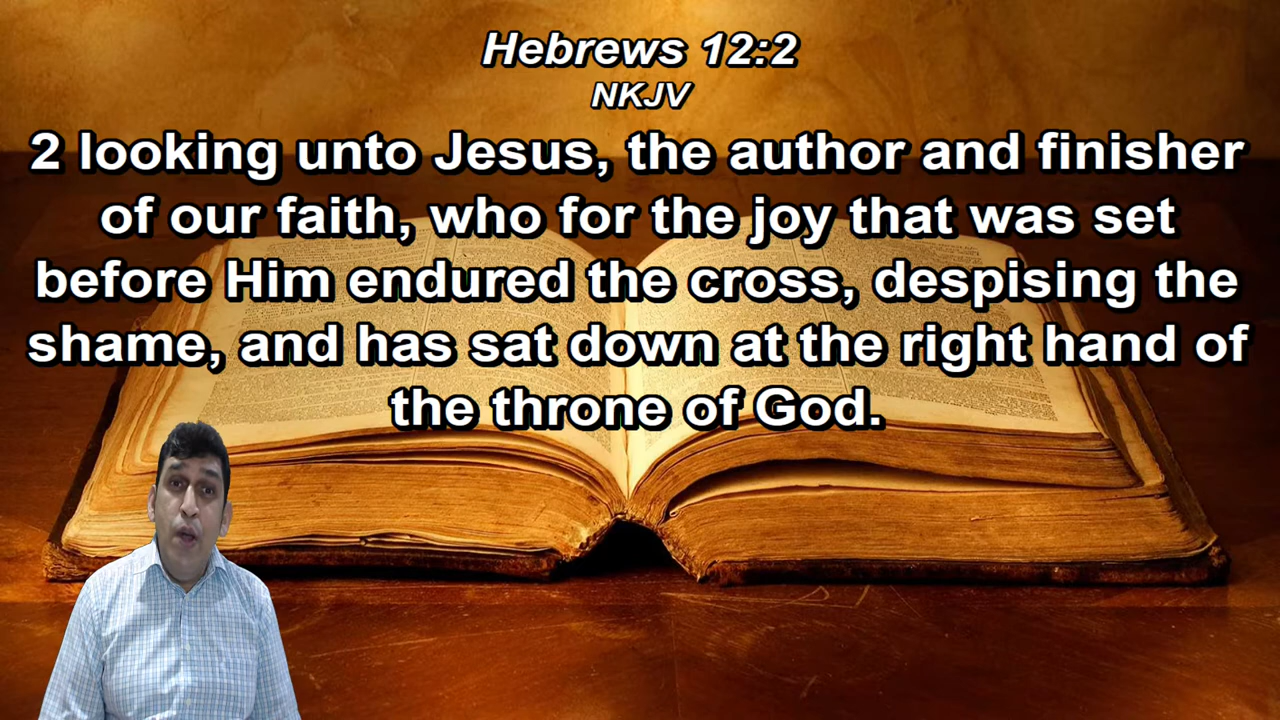 Hebrews 12:2
NKJV
2 looking unto Jesus, the author and finisher
of our faith, who for the joy that was set
before Him endured the cross, despising the
shame, and has sat down at the right hand of
the throne of God.